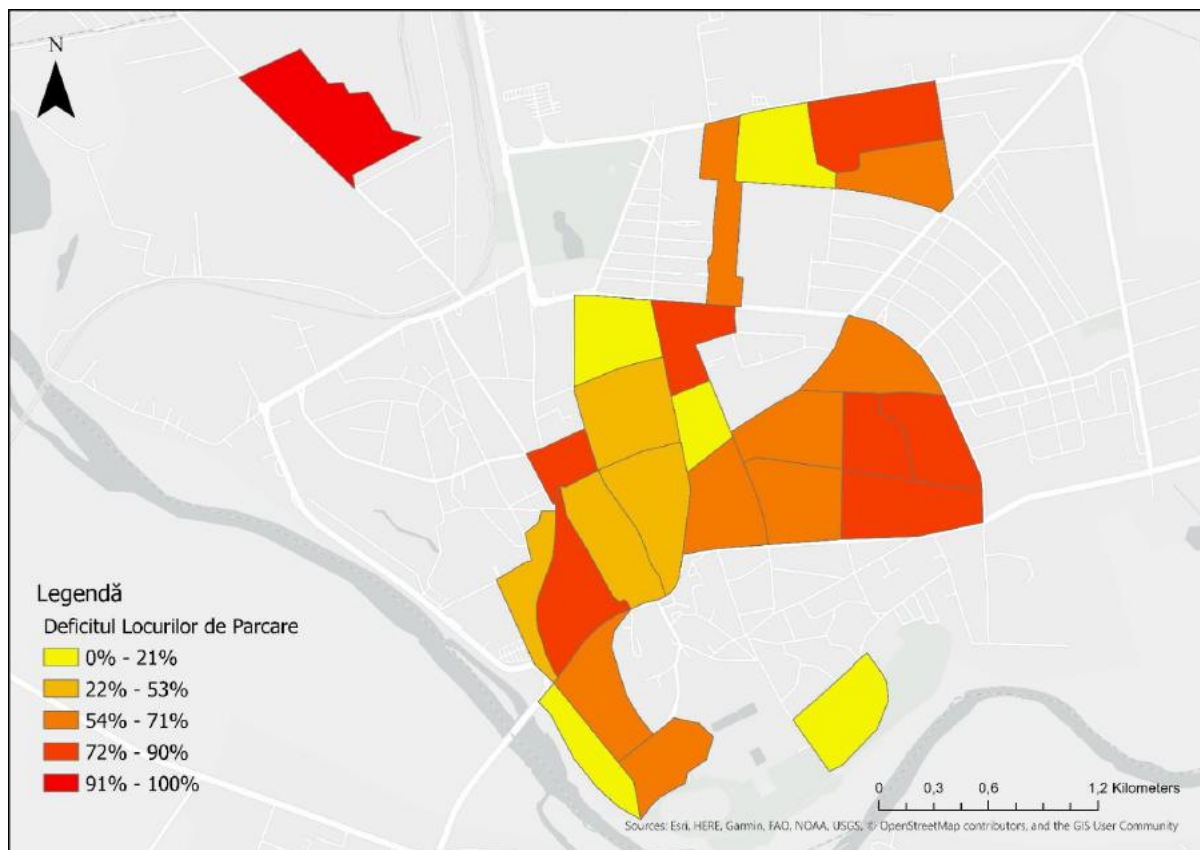 N
Legendă
Deficitul Locurilor de Parcare
0% - 21%
22% - 53%
54% - 71%
72% - 90%
91% - 100%
0 0,3 0,6 1,2 Kilometers
Sources: Esri, HERE, Garmin, FAO, NOAA, USGS, © OpenStreetMap contributors, and the GIS User Community